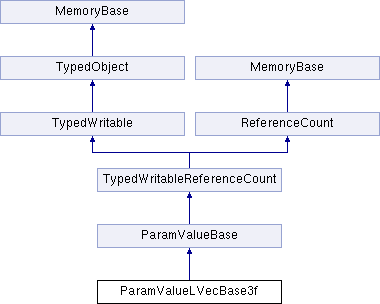 MemoryBase
TypedObject
MemoryBase
TypedWritable
ReferenceCount
TypedWritableReferenceCount
ParamValueBase
ParamValueLVecBase3f